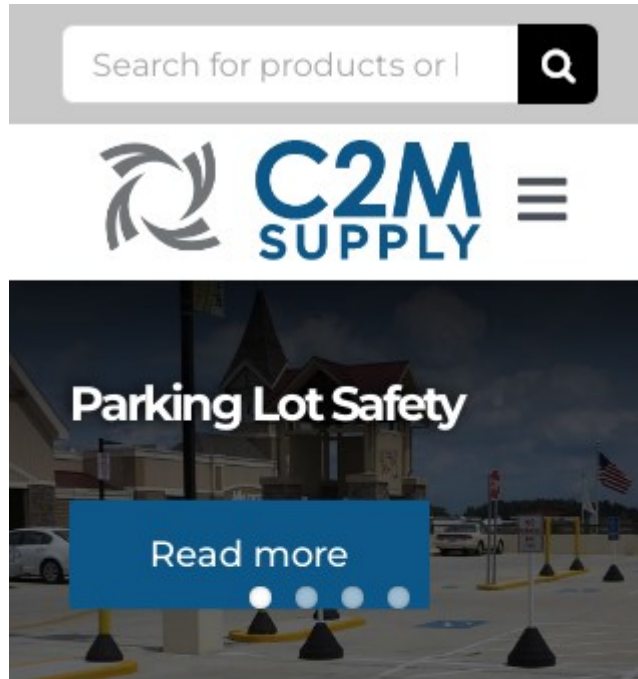 Search for products or l
C2M
SUPPLY
Parking Lot Safety
Read more